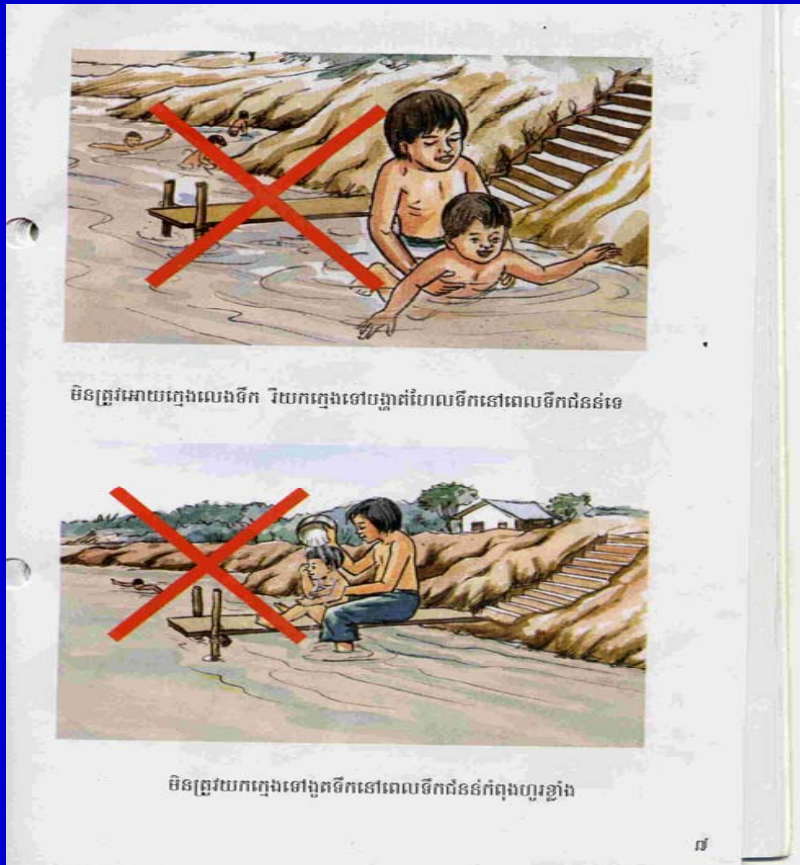 មិនត្រូវអោយក្មេងលេងទឹក រឺយកក្មេងទៅបង្ហាត់ហែលទឹកនៅពេលទឹកជំនន់ទេ
មិនត្រូវយកក្មេងទៅងូតទឹកនៅពេលទឹកជំនន់កំពុងហូរខ្លាំង
៧